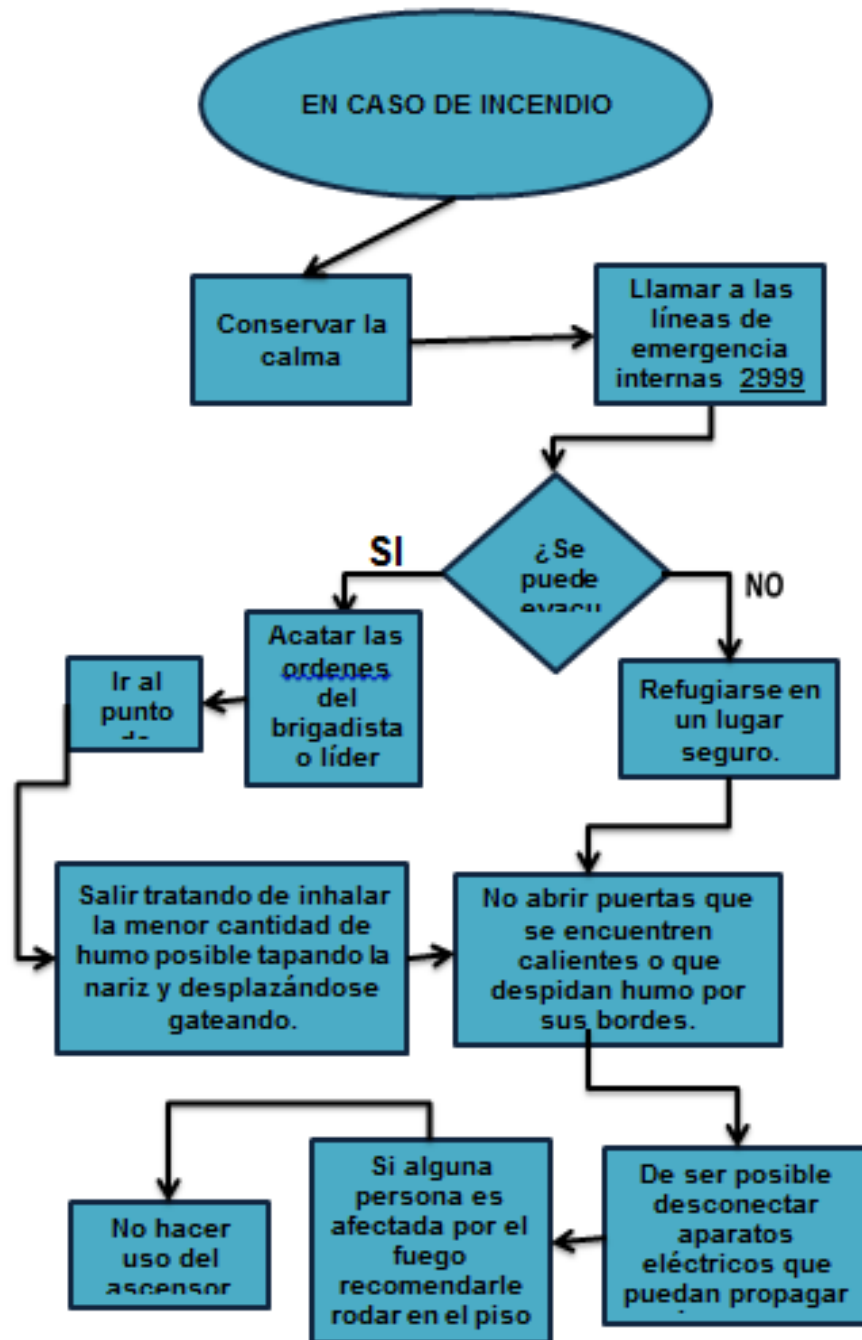 EN CASO DE INCENDIO
Conservar la
calma
Llamar a las
líneas de
emergencia
internas 2999
¿Se
puede
evacu
SI
NO
Acatar las
ordenes
del
brigadista
o líder
Ir al
punto
de
Refugiarse en
un lugar
seguro.
Salir tratando de inhalar
la menor cantidad de
humo posible tapando la
nariz y desplazándose
gateando.
No abrir puertas que
se encuentren
calientes o que
despidan humo por
sus bordes.
De ser posible
desconectar
aparatos
eléctricos que
puedan propagar
Si alguna
persona es
afectada por el
fuego
recomendarle
rodar en el piso
No hacer
uso del
ascensor